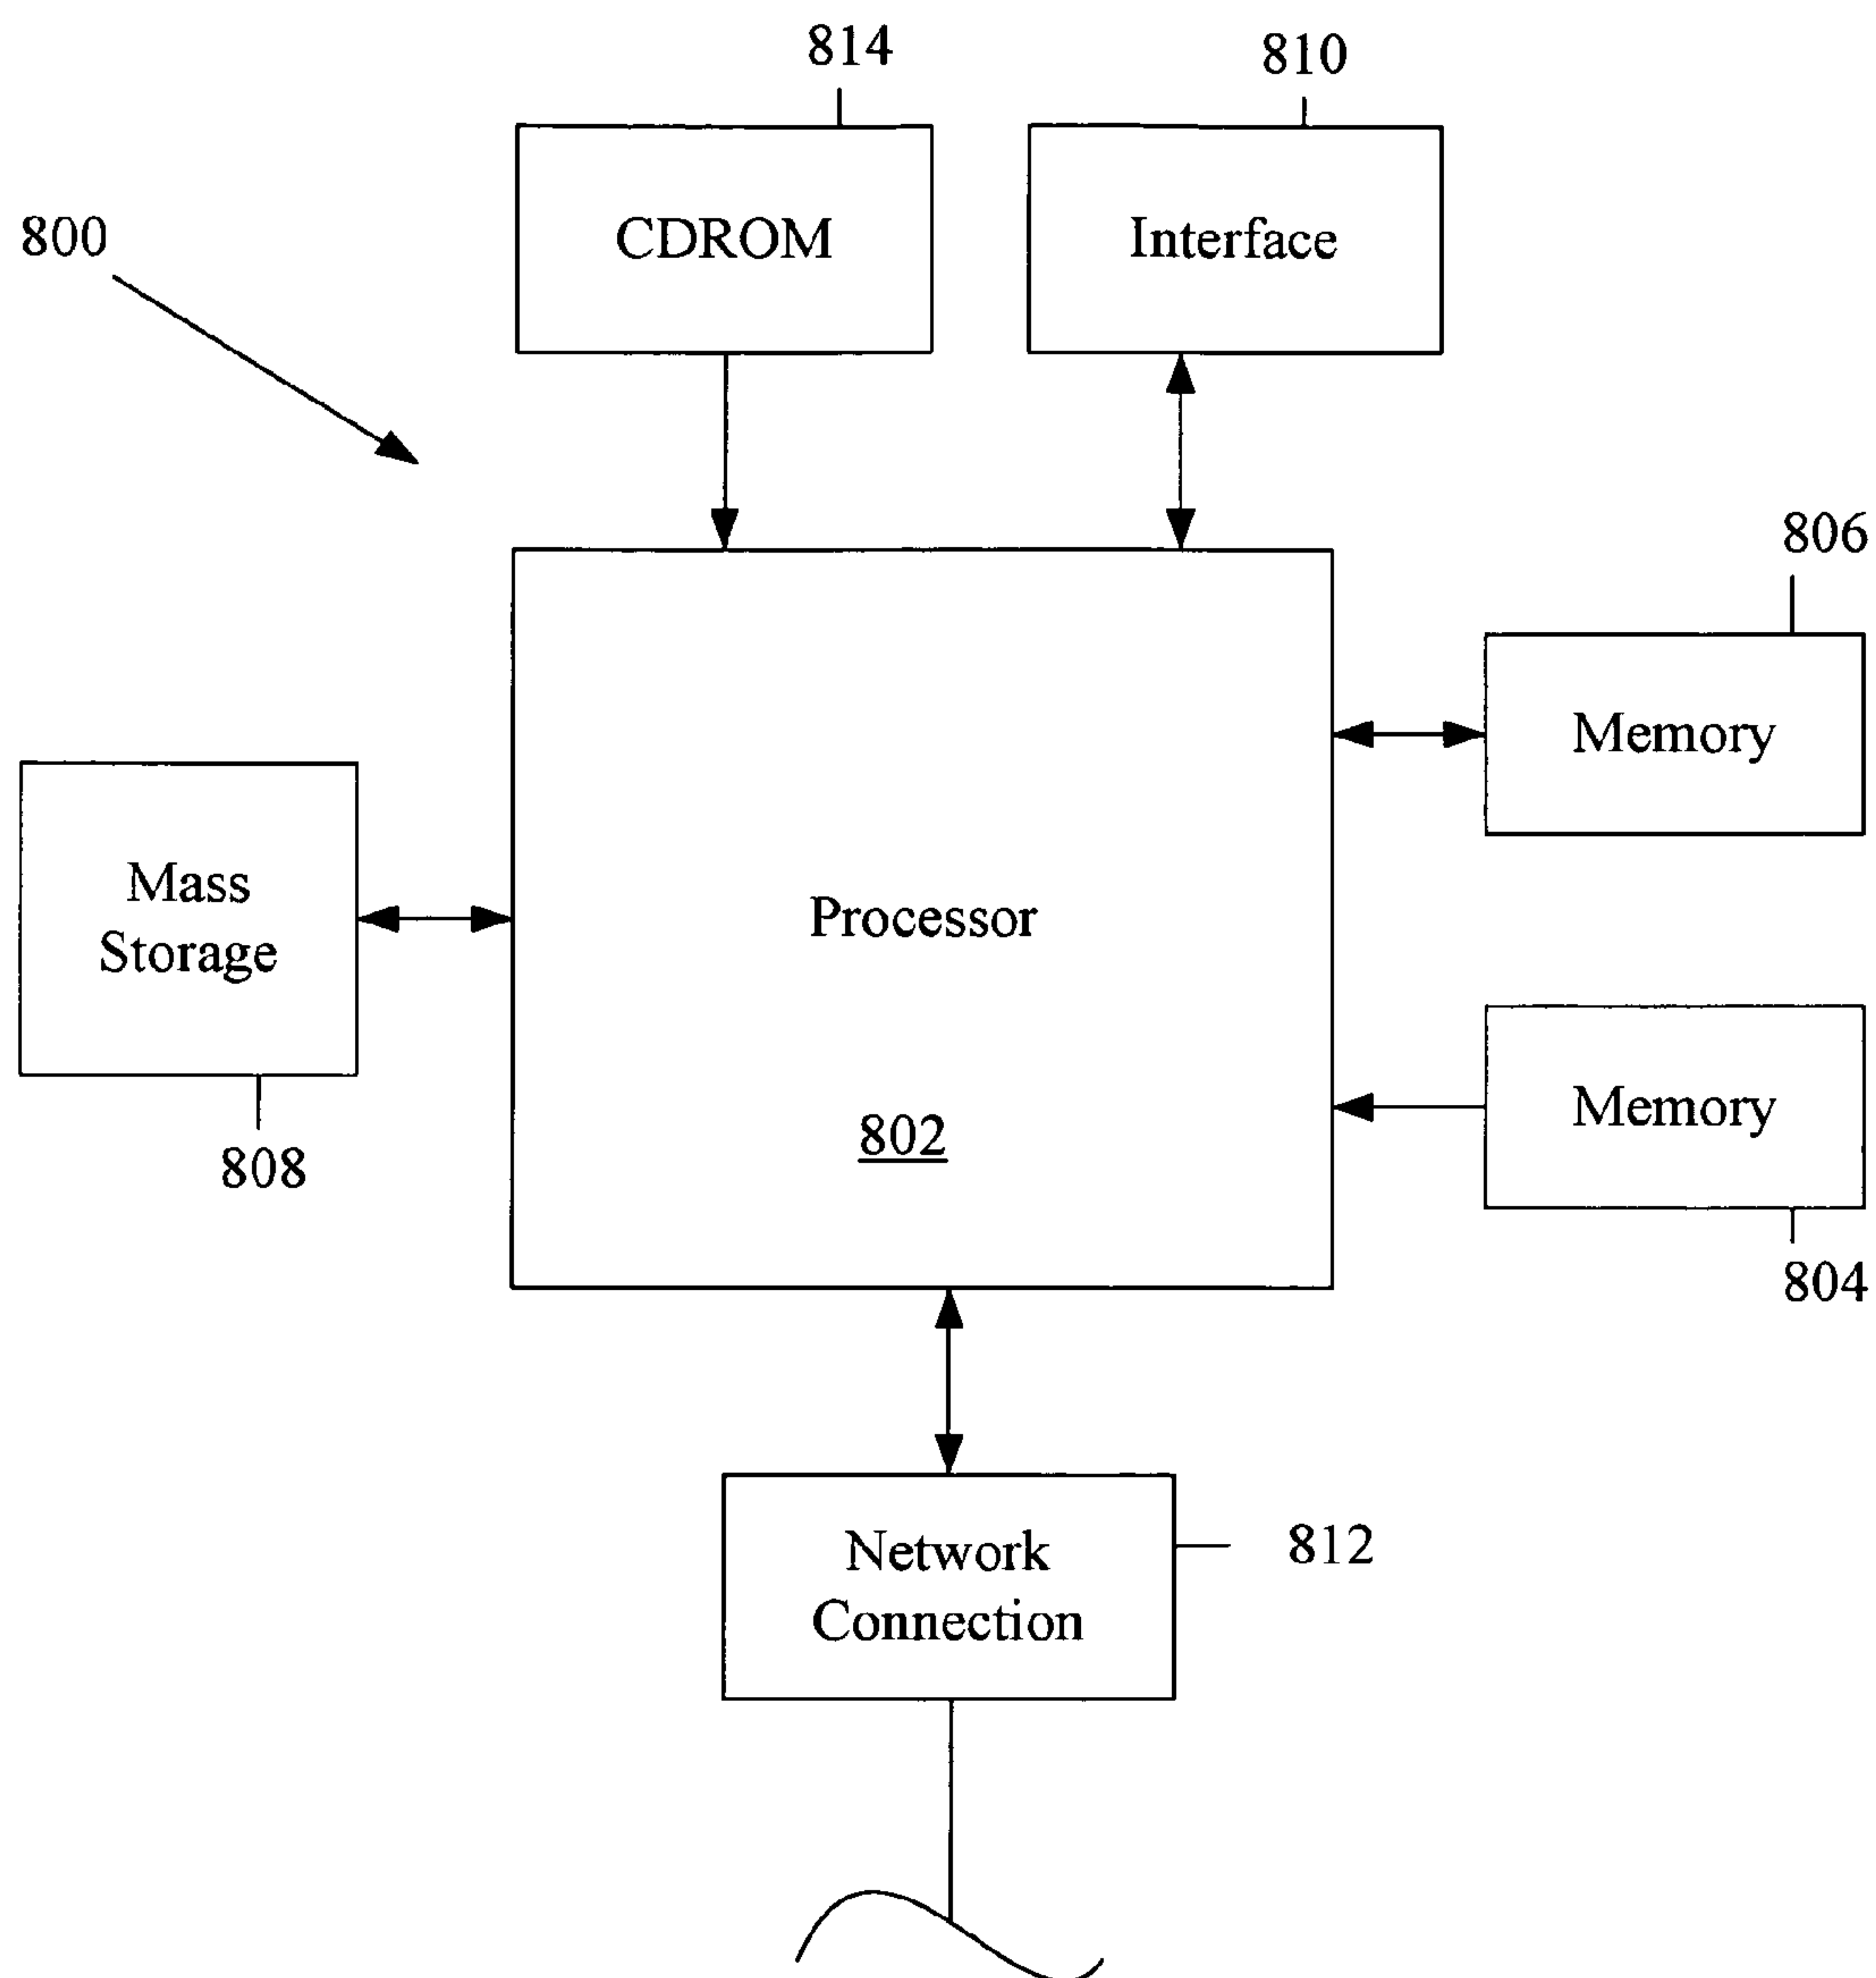 814
810
800
CDROM
Interface
806
Memory
Mass
Storage
Processor
Memory
802
808
804
Network
Connection
812